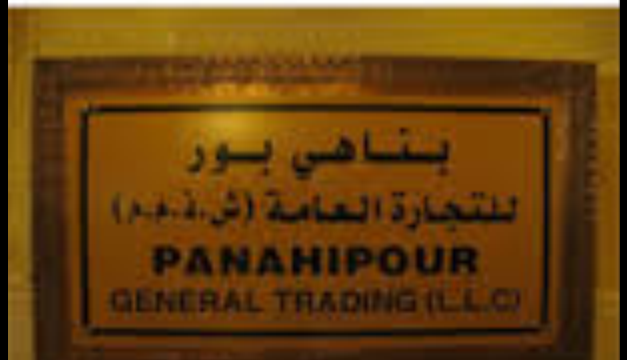 بناهي بور
للتجارة العامة (ش.ذ.م.م)
PANAHIPOUR
GENERAL TRADING (L.L.C)